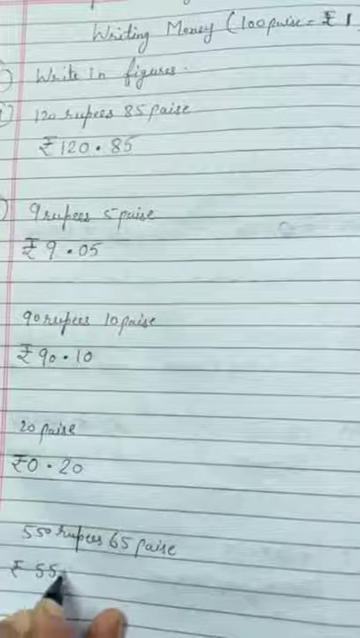 Writing Money (100 paise = ₹ 1
Write in figures.
120 rupees 85 paise
₹120.85
9 rupees 5 paise
₹9.05
90 rupees 10 paise
₹90.10
20 paise
₹0.20
550 rupees 65 paise
₹ 55